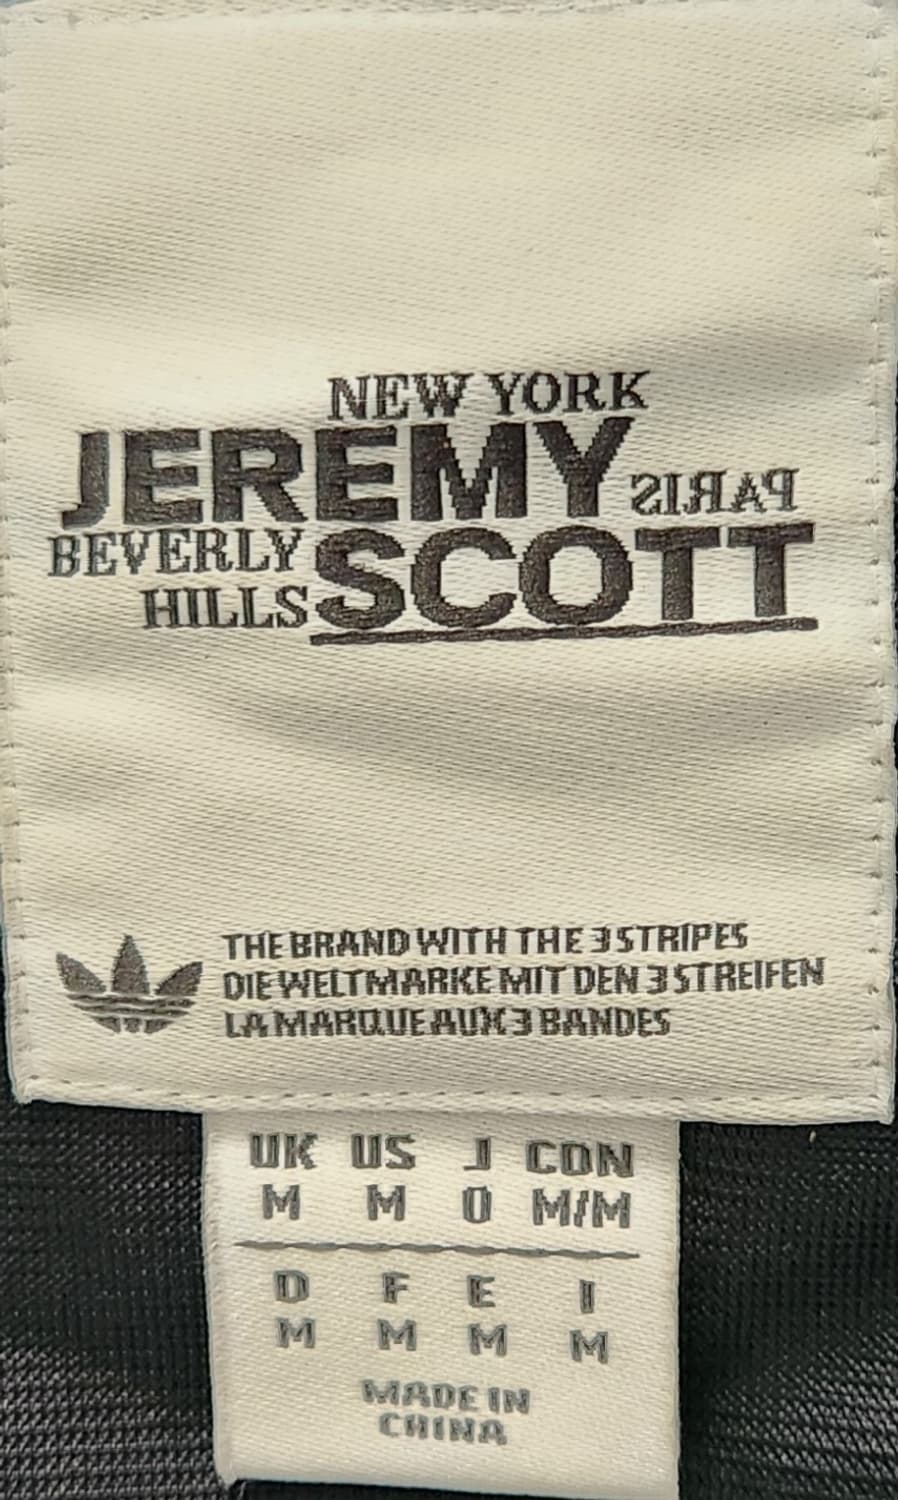 NEW YORK
JEREMY
PARIS
BEVERLY
HILLS
SCOTT
THE BRAND WITH THE 3 STRIPES
DIE WELTMARKE MIT DEN 3 STREIFEN
LA MARQUE AUX 3 BANDES
UK US J CDN
M M O M/M
D F E I
M M M M
MADE IN
CHINA